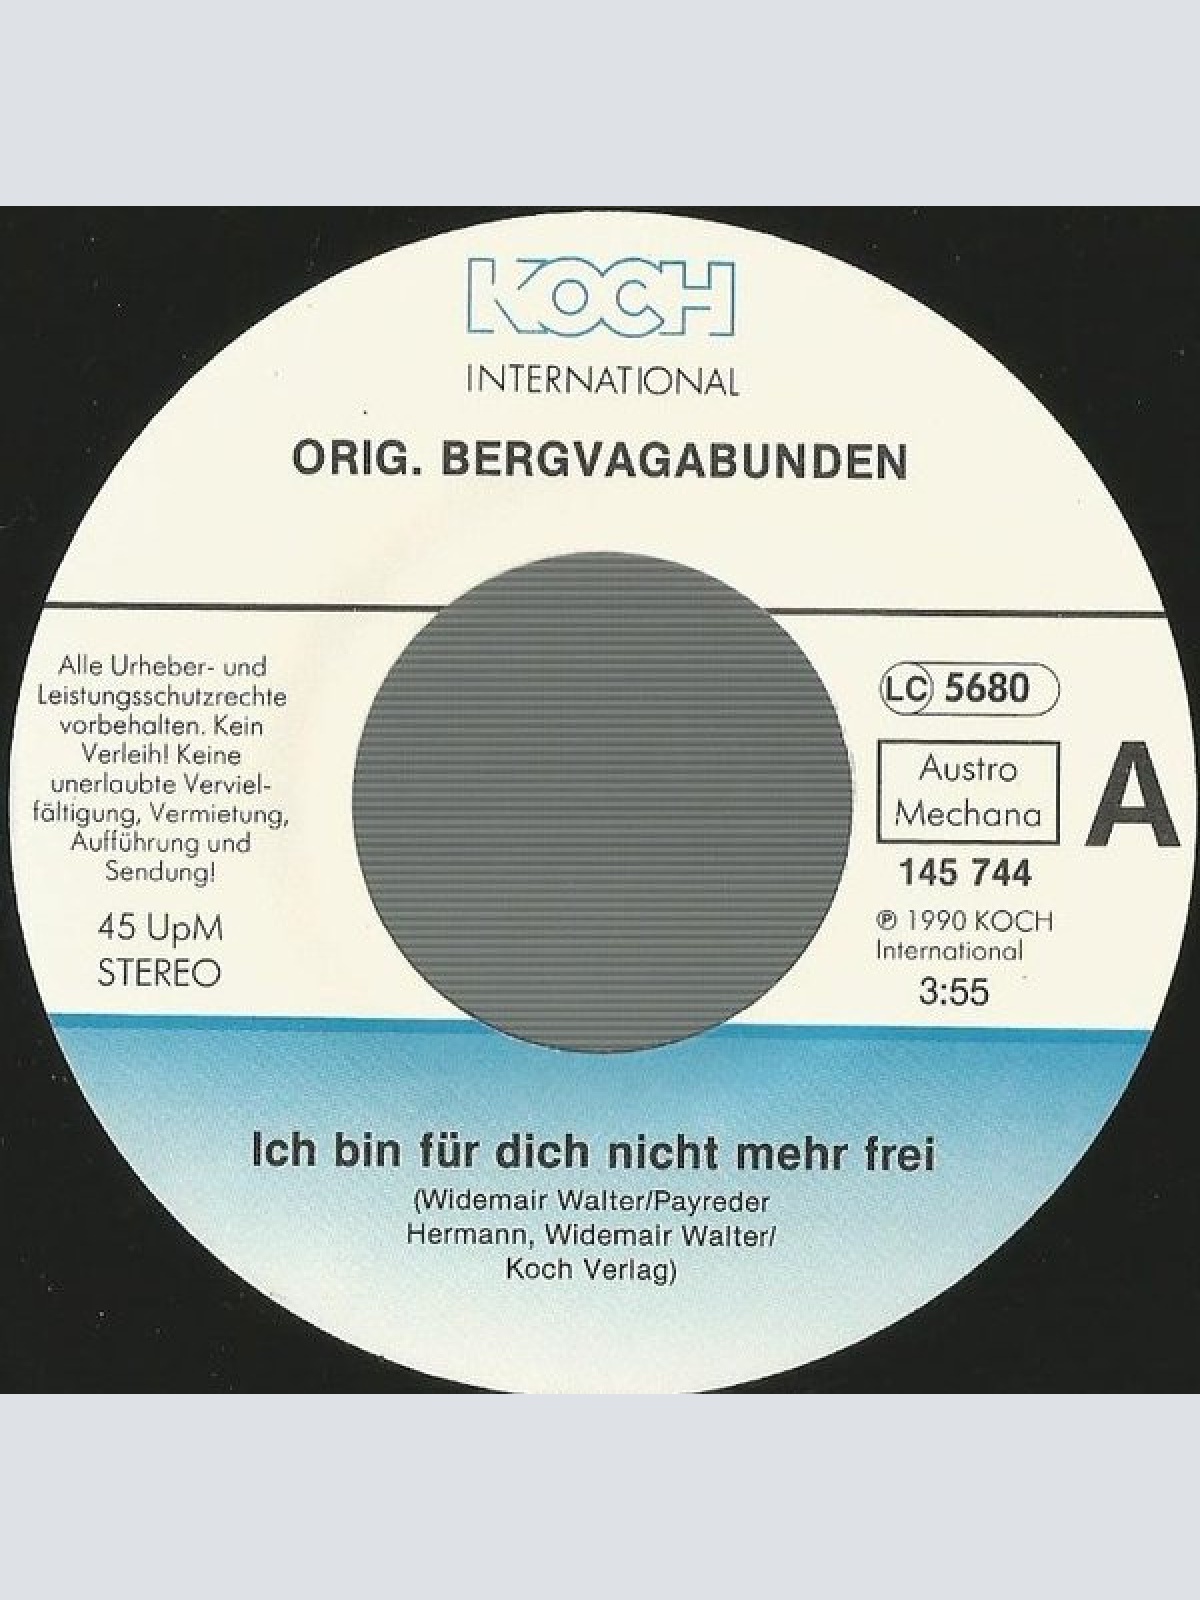 KOCH
INTERNATIONAL
ORIG. BERGVAGABUNDEN
Alle Urheber- und
Leistungsschutzrechte
vorbehalten. Kein
Verleih! Keine
unerlaubte Verviel-
fältigung, Vermietung,
Aufführung und
Sendung!
45 UpM
STEREO
LC 5680
Austro
Mechana
A
145 744
℗ 1990 KOCH
International
3:55
Ich bin für dich nicht mehr frei
(Widemair Walter/Payreder
Hermann, Widemair Walter/
Koch Verlag)